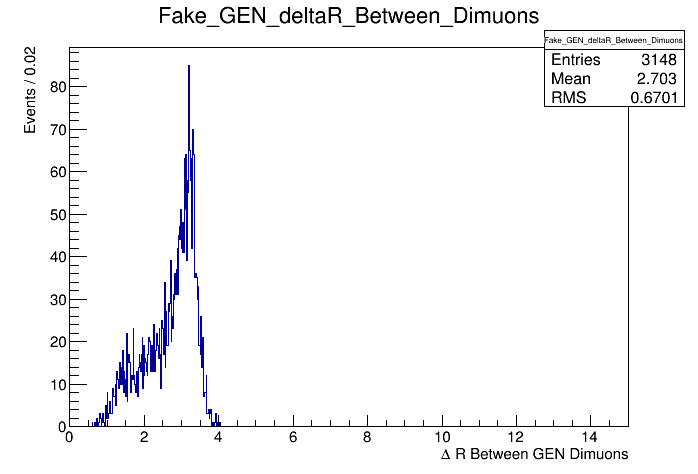 Fake_GEN_deltaR_Between_Dimuons
Fake_GEN_deltaR_Between_Dimuons
Entries 3148
Mean 2.703
RMS 0.6701
Events / 0.02
80
70
60
50
40
30
20
10
0
0 2 4 6 8 10 12 14
Δ R Between GEN Dimuons